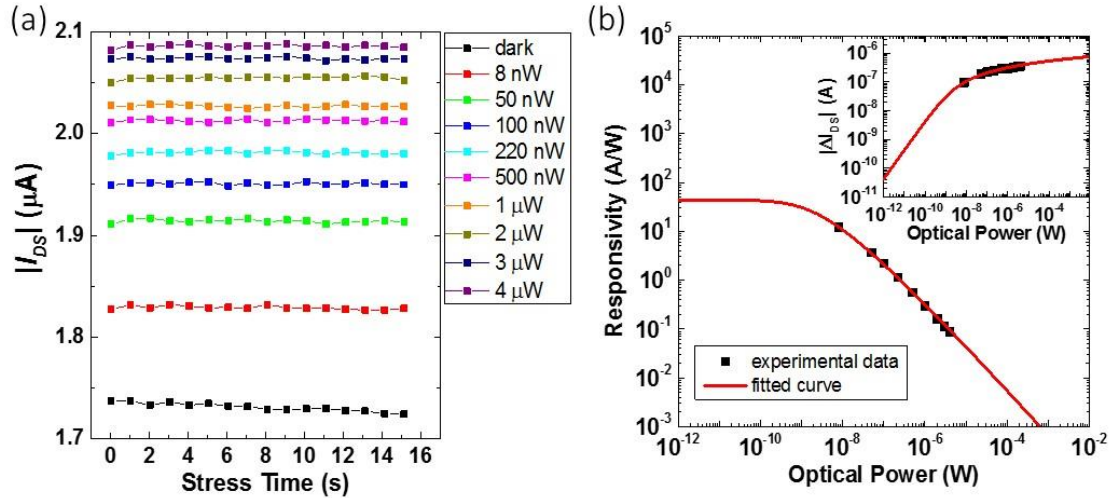 (a)
2.1
2.0
1.9
1.8
1.7
|I_DS| (μA)
0 2 4 6 8 10 12 14 16
Stress Time (s)
dark
8 nW
50 nW
100 nW
220 nW
500 nW
1 μW
2 μW
3 μW
4 μW
(b)
10^5
10^4
10^3
10^2
10^1
10^0
10^-1
10^-2
10^-3
Responsivity (A/W)
10^-12 10^-10 10^-8 10^-6 10^-4 10^-2
Optical Power (W)
experimental data
fitted curve
10^-6
10^-7
10^-8
10^-9
10^-10
10^-11
|ΔI_DS| (A)
10^-12 10^-10 10^-8 10^-6 10^-4
Optical Power (W)